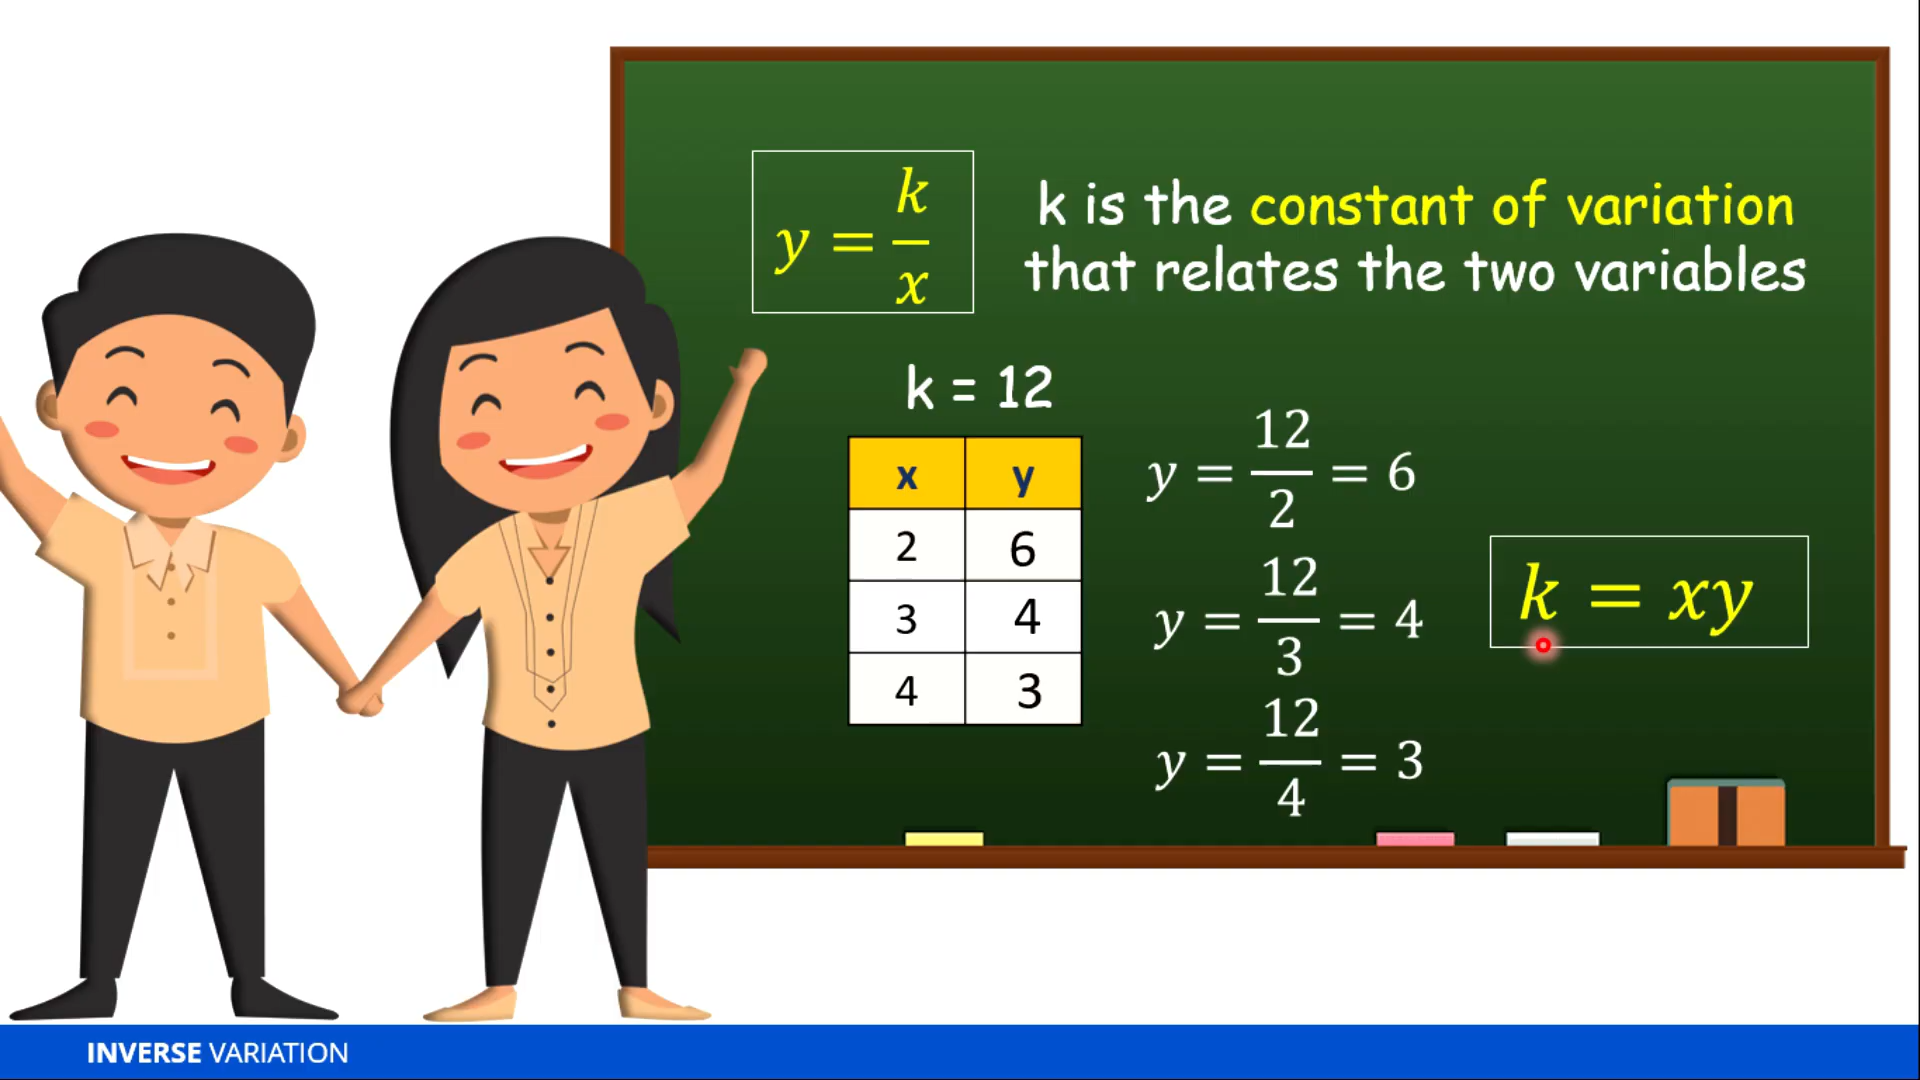 y = k/x
k is the constant of variation
that relates the two variables
k = 12
x y
2 6
3 4
4 3
y = 12/2 = 6
y = 12/3 = 4
y = 12/4 = 3
k = xy
INVERSE VARIATION